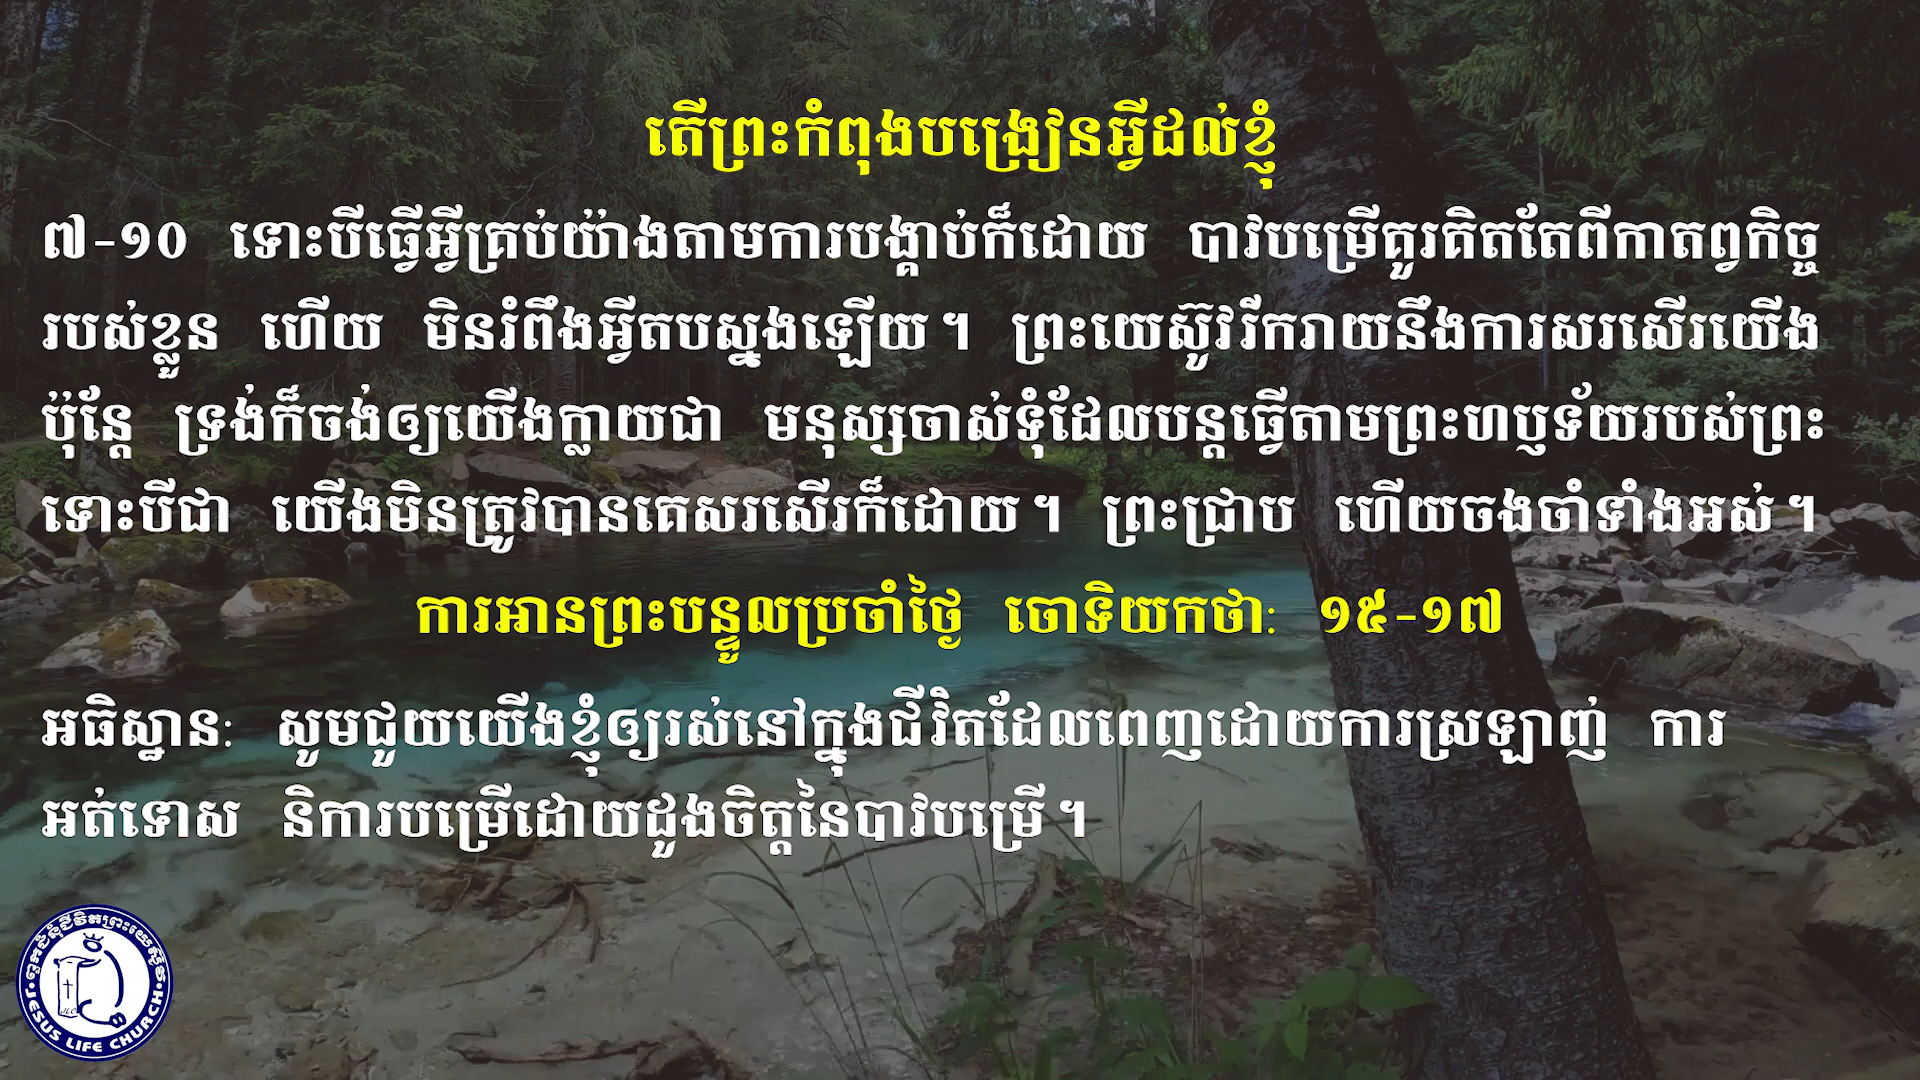 តើព្រះកំពុងបង្រៀនអ្វីដល់ខ្ញុំ
៧-១០ ទោះបីធ្វើអ្វីគ្រប់យ៉ាងតាមការបង្គាប់ក៏ដោយ បាវបម្រើគួរគិតតែពីកាតព្វកិច្ច
របស់ខ្លួន ហើយ មិនរំពឹងអ្វីតបស្នងឡើយ។ ព្រះយេស៊ូវរីករាយនឹងការសរសើរយើង
ប៉ុន្តែ ទ្រង់ក៏ចង់ឲ្យយើងក្លាយជា មនុស្សចាស់ទុំដែលបន្តធ្វើតាមព្រះហឫទ័យរបស់ព្រះ
ទោះបីជា យើងមិនត្រូវបានគេសរសើរក៏ដោយ។ ព្រះជ្រាប ហើយចងចាំទាំងអស់។
ការអានព្រះបន្ទូលប្រចាំថ្ងៃ ចោទិយកថា: ១៥-១៧
អធិស្ឋាន: សូមជួយយើងខ្ញុំឲ្យរស់នៅក្នុងជីវិតដែលពេញដោយការស្រឡាញ់ ការ
អត់ទោស និការបម្រើដោយដួងចិត្តនៃបាវបម្រើ។
ពួកជំនុំជីវិតព្រះយេស៊ូវ
JLC
JESUS LIFE CHURCH